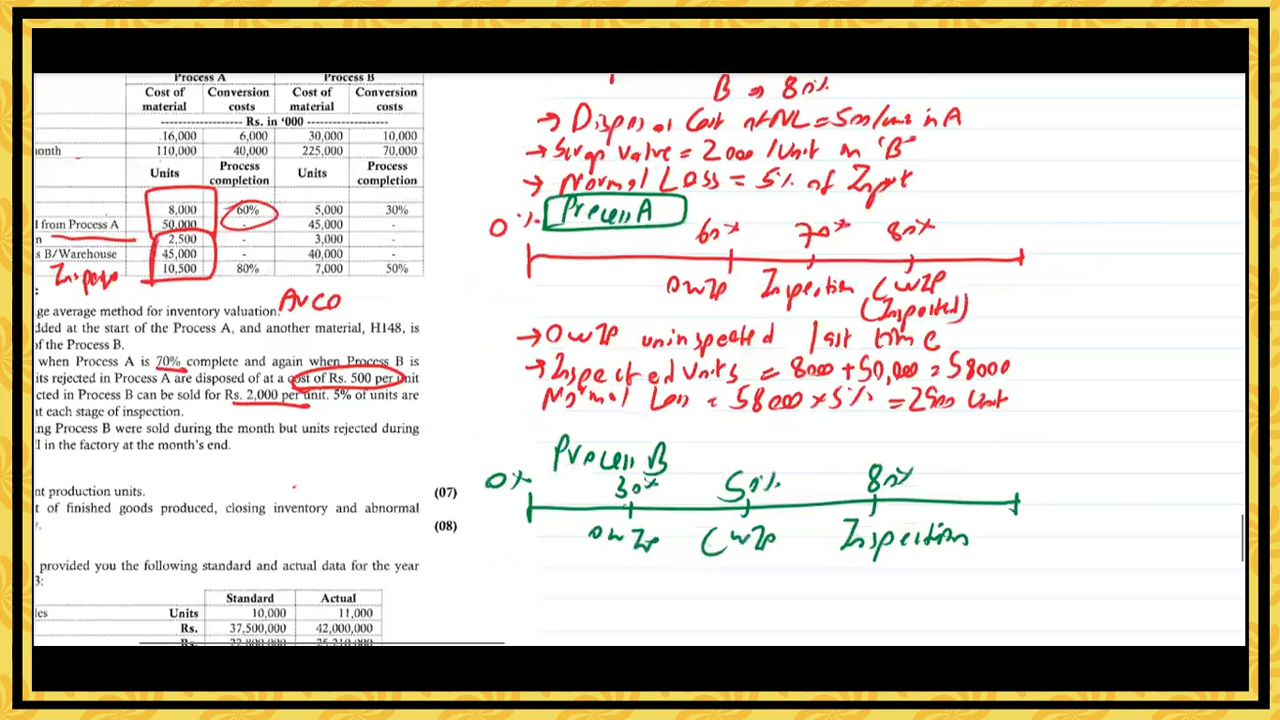 Process A Process B
Cost of material Conversion costs Cost of material Conversion costs
Rs. in '000
16,000 6,000 30,000 10,000
onth 110,000 40,000 225,000 70,000
Units Process completion Units Process completion
8,000 60% 5,000 30%
l from Process A 50,000 - 45,000 -
n 2,500 - 3,000 -
s B/Warehouse 45,000 - 40,000 -
10,500 80% 7,000 50%
:
ge average method for inventory valuation.
AVCO
dded at the start of the Process A, and another material, H148, is
of the Process B.
when Process A is 70% complete and again when Process B is
its rejected in Process A are disposed of at a cost of Rs. 500 per unit
cted in Process B can be sold for Rs. 2,000 per unit. 5% of units are
at each stage of inspection.
ng Process B were sold during the month but units rejected during
l in the factory at the month's end.
nt production units. (07)
t of finished goods produced, closing inventory and abnormal
(08)
provided you the following standard and actual data for the year
3:
Standard Actual
les Units 10,000 11,000
Rs. 37,500,000 42,000,000
B → 80%
→ Disposal Cost of NL = 500/unit in A
→ Scrap Value = 2000 /Unit in "B"
→ Normal Loss = 5% of Input
Process A
0% 60% 70% 80%
OWIP Inspection CWIP
(Inspected)
→ OWIP uninspected last time
→ Inspected Units = 8000 + 50,000 = 58000
Normal Loss = 58000 x 5% = 2900 Unit
Process B
0% 30% 50% 80%
OWIP CWIP Inspection